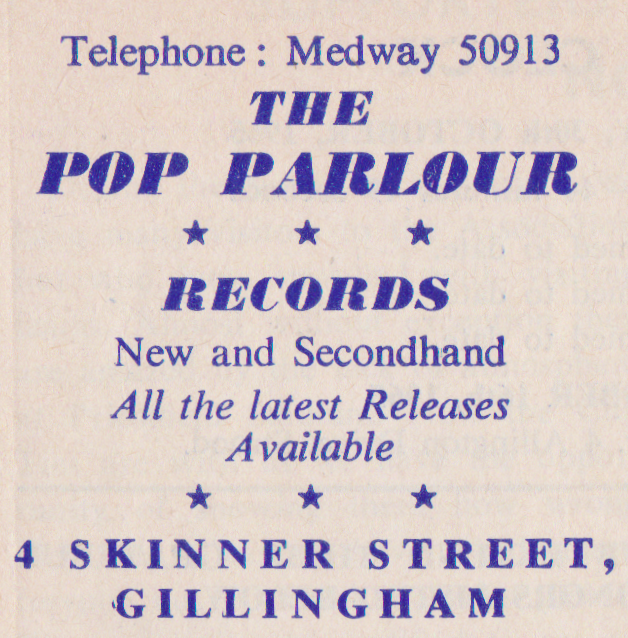 Telephone : Medway 50913
THE
POP PARLOUR
★ ★ ★
RECORDS
New and Secondhand
All the latest Releases
Available
★ ★ ★
4 SKINNER STREET,
GILLINGHAM